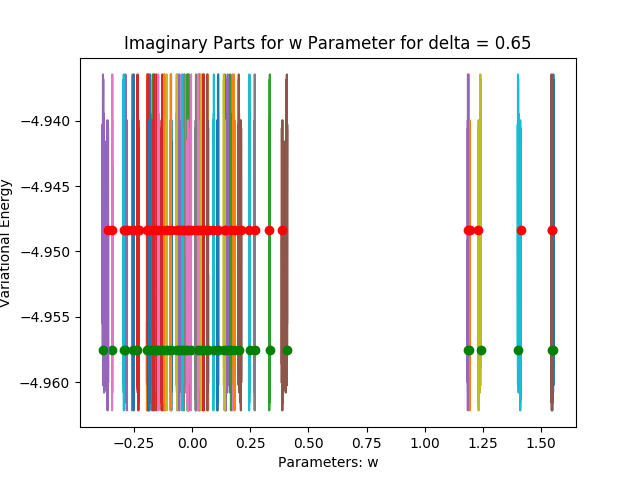 Imaginary Parts for w Parameter for delta = 0.65
Variational Energy
−4.940
−4.945
−4.950
−4.955
−4.960
−0.25 0.00 0.25 0.50 0.75 1.00 1.25 1.50
Parameters: w